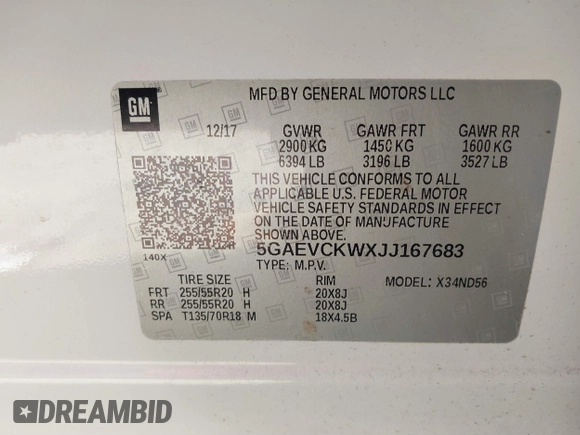 GM
MFD BY GENERAL MOTORS LLC
12/17 GVWR GAWR FRT GAWR RR
2900 KG 1450 KG 1600 KG
6394 LB 3196 LB 3527 LB
THIS VEHICLE CONFORMS TO ALL
APPLICABLE U.S. FEDERAL MOTOR
VEHICLE SAFETY STANDARDS IN EFFECT
ON THE DATE OF MANUFACTURE
SHOWN ABOVE.
140X 5GAEVCKWXJJ167683
TYPE: M.P.V. MODEL: X34ND56
TIRE SIZE RIM
FRT 255/55R20 H 20X8J
RR 255/55R20 H 20X8J
SPA T135/70R18 M 18X4.5B
DREAMBID